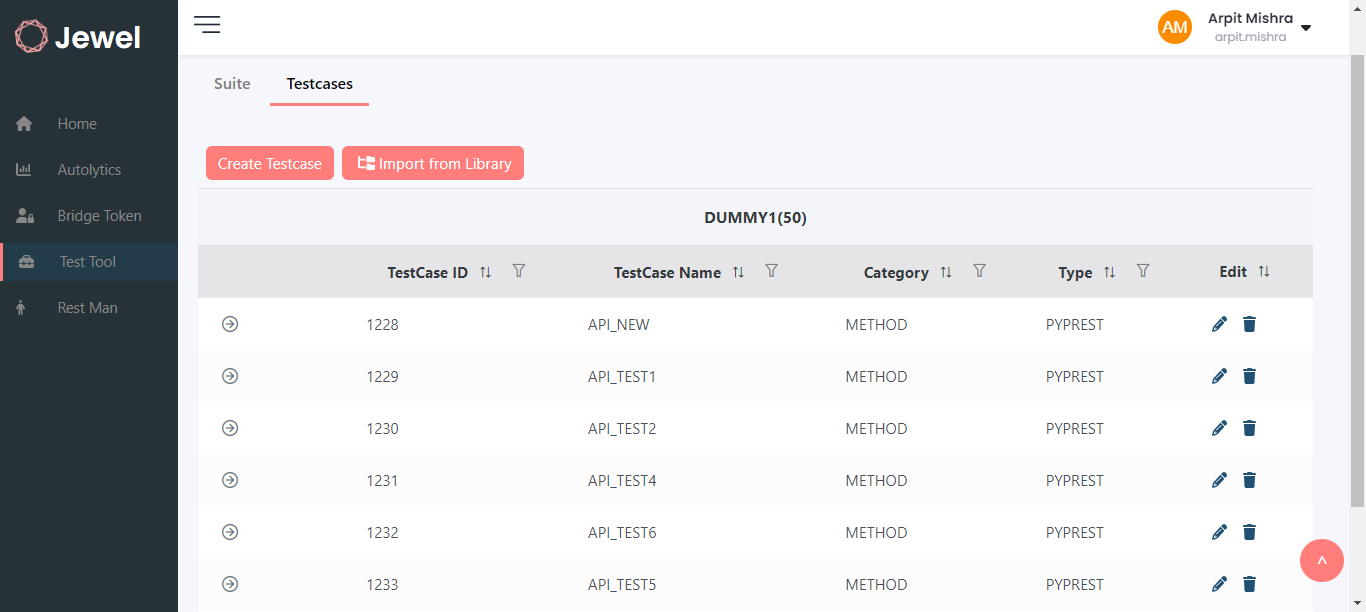 Jewel
Home
Autolytics
Bridge Token
Test Tool
Rest Man
AM
Arpit Mishra
arpit.mishra
Suite
Testcases
Create Testcase
Import from Library
DUMMY1(50)
TestCase ID TestCase Name Category Type Edit
1228 API_NEW METHOD PYPREST
1229 API_TEST1 METHOD PYPREST
1230 API_TEST2 METHOD PYPREST
1231 API_TEST4 METHOD PYPREST
1232 API_TEST6 METHOD PYPREST
1233 API_TEST5 METHOD PYPREST